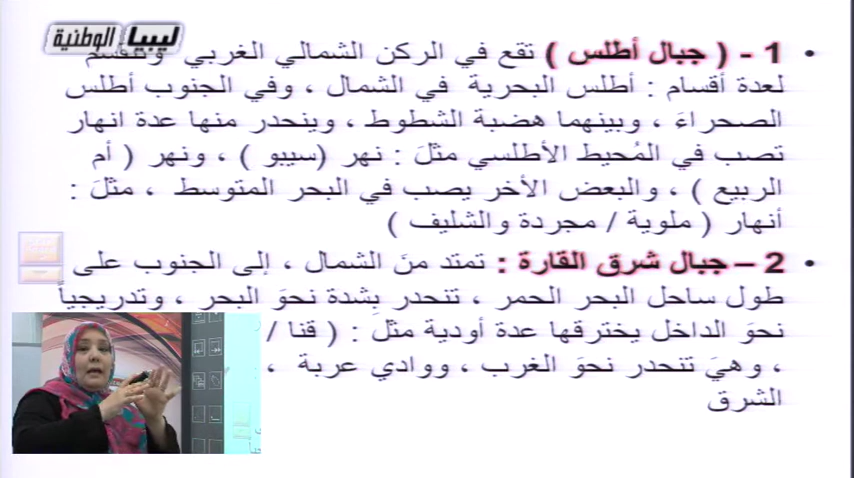 ليبيا الوطنية
• 1 - ( جبال أطلس ) تقع في الركن الشمالي الغربي وتنقسم
لعدة أقسام : أطلس البحرية في الشمال ، وفي الجنوب أطلس
الصحراءَ ، وبينهما هضبة الشطوط ، وينحدر منها عدة انهار
تصب في المُحيط الأطلسي مثلَ : نهر (سيبو ) ، ونهر ( أم
الربيع ) ، والبعض الأخر يصب في البحر المتوسط ، مثلَ :
أنهار ( ملوية / مجردة والشليف )
• 2 – جبال شرق القارة : تمتد منَ الشمال ، إلى الجنوب على
طول ساحل البحر الحمر ، تنحدر بِشدة نحوَ البحر ، وتدريجياً
نحوَ الداخل يخترقها عدة أودية مثلَ : ( قنا /
، وهيَ تنحدر نحوَ الغرب ، ووادي عربة ،
الشرق